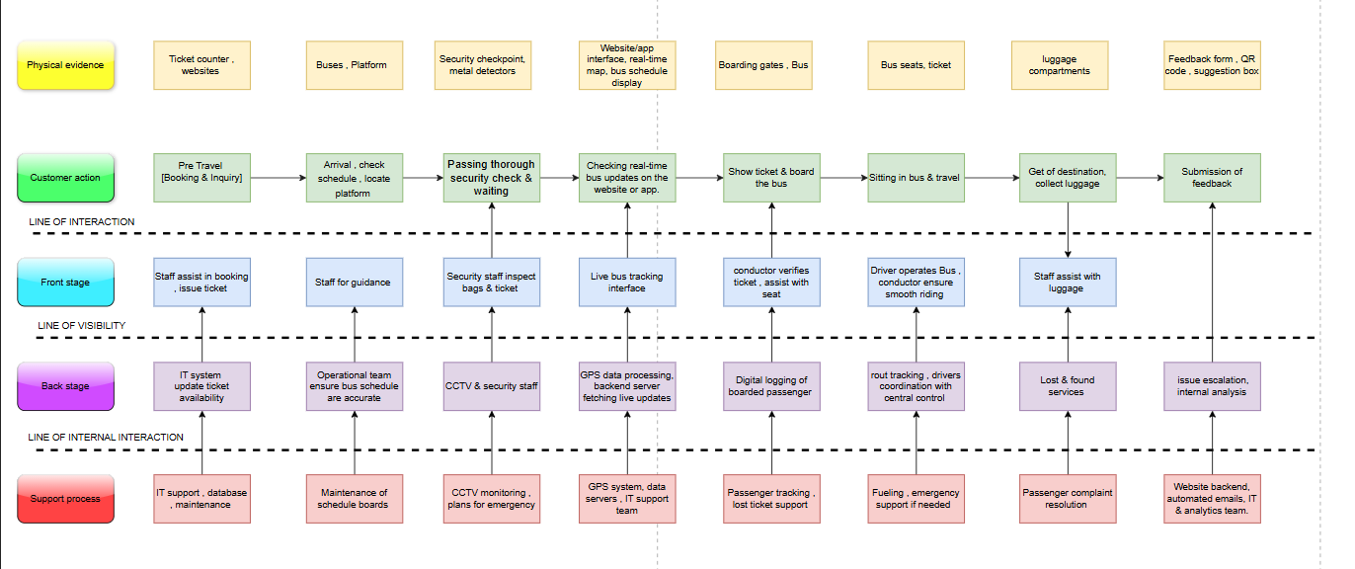 Physical evidence
Ticket counter ,
websites
Buses , Platform
Security checkpoint,
metal detectors
Website/app
interface, real-time
map, bus schedule
display
Boarding gates , Bus
Bus seats, ticket
luggage
compartments
Feedback form , QR
code , suggestion box
Customer action
Pre Travel
[Booking & Inquiry]
Arrival , check
schedule , locate
platform
Passing thorough
security check &
waiting
Checking real-time
bus updates on the
website or app.
Show ticket & board
the bus
Sitting in bus & travel
Get of destination,
collect luggage
Submission of
feedback
LINE OF INTERACTION
Front stage
Staff assist in booking
, issue ticket
Staff for guidance
Security staff inspect
bags & ticket
Live bus tracking
interface
conductor verifies
ticket , assist with
seat
Driver operates Bus ,
conductor ensure
smooth riding
Staff assist with
luggage
LINE OF VISIBILITY
Back stage
IT system
update ticket
availability
Operational team
ensure bus schedule
are accurate
CCTV & security staff
GPS data processing,
backend server
fetching live updates
Digital logging of
boarded passenger
rout tracking , drivers
coordination with
central control
Lost & found
services
issue escalation,
internal analysis
LINE OF INTERNAL INTERACTION
Support process
IT support , database
, maintenance
Maintenance of
schedule boards
CCTV monitoring ,
plans for emergency
GPS system, data
servers , IT support
team
Passenger tracking ,
lost ticket support
Fueling , emergency
support if needed
Passenger complaint
resolution
Website backend,
automated emails, IT
& analytics team.